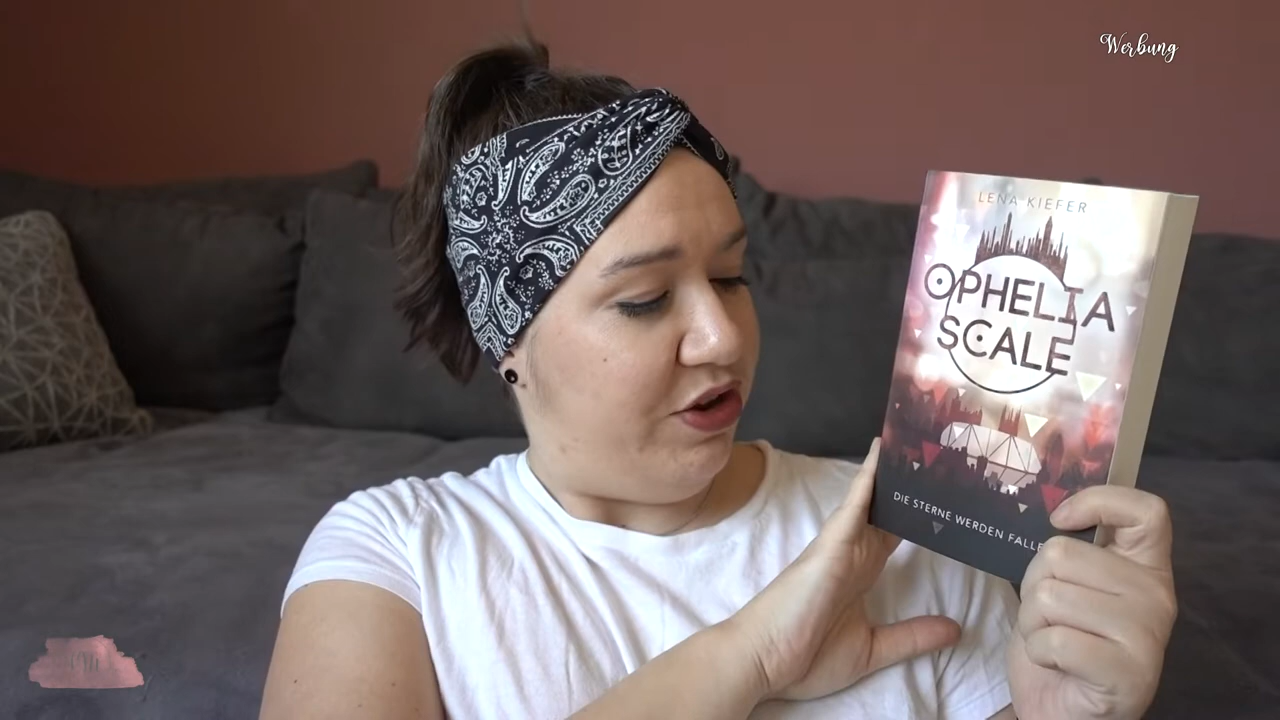 Werbung
LENA KIEFER
OPHELIA
SCALE
DIE STERNE WERDEN FALLE